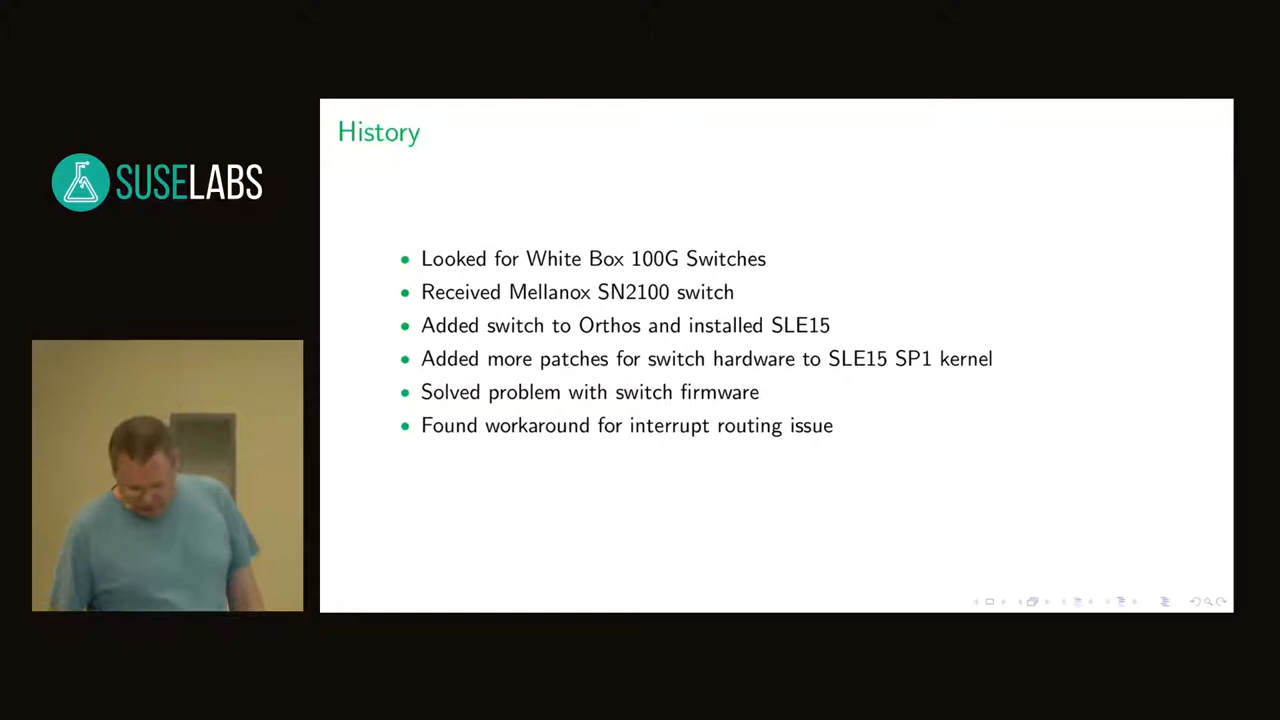 SUSELABS
History
Looked for White Box 100G Switches
Received Mellanox SN2100 switch
Added switch to Orthos and installed SLE15
Added more patches for switch hardware to SLE15 SP1 kernel
Solved problem with switch firmware
Found workaround for interrupt routing issue